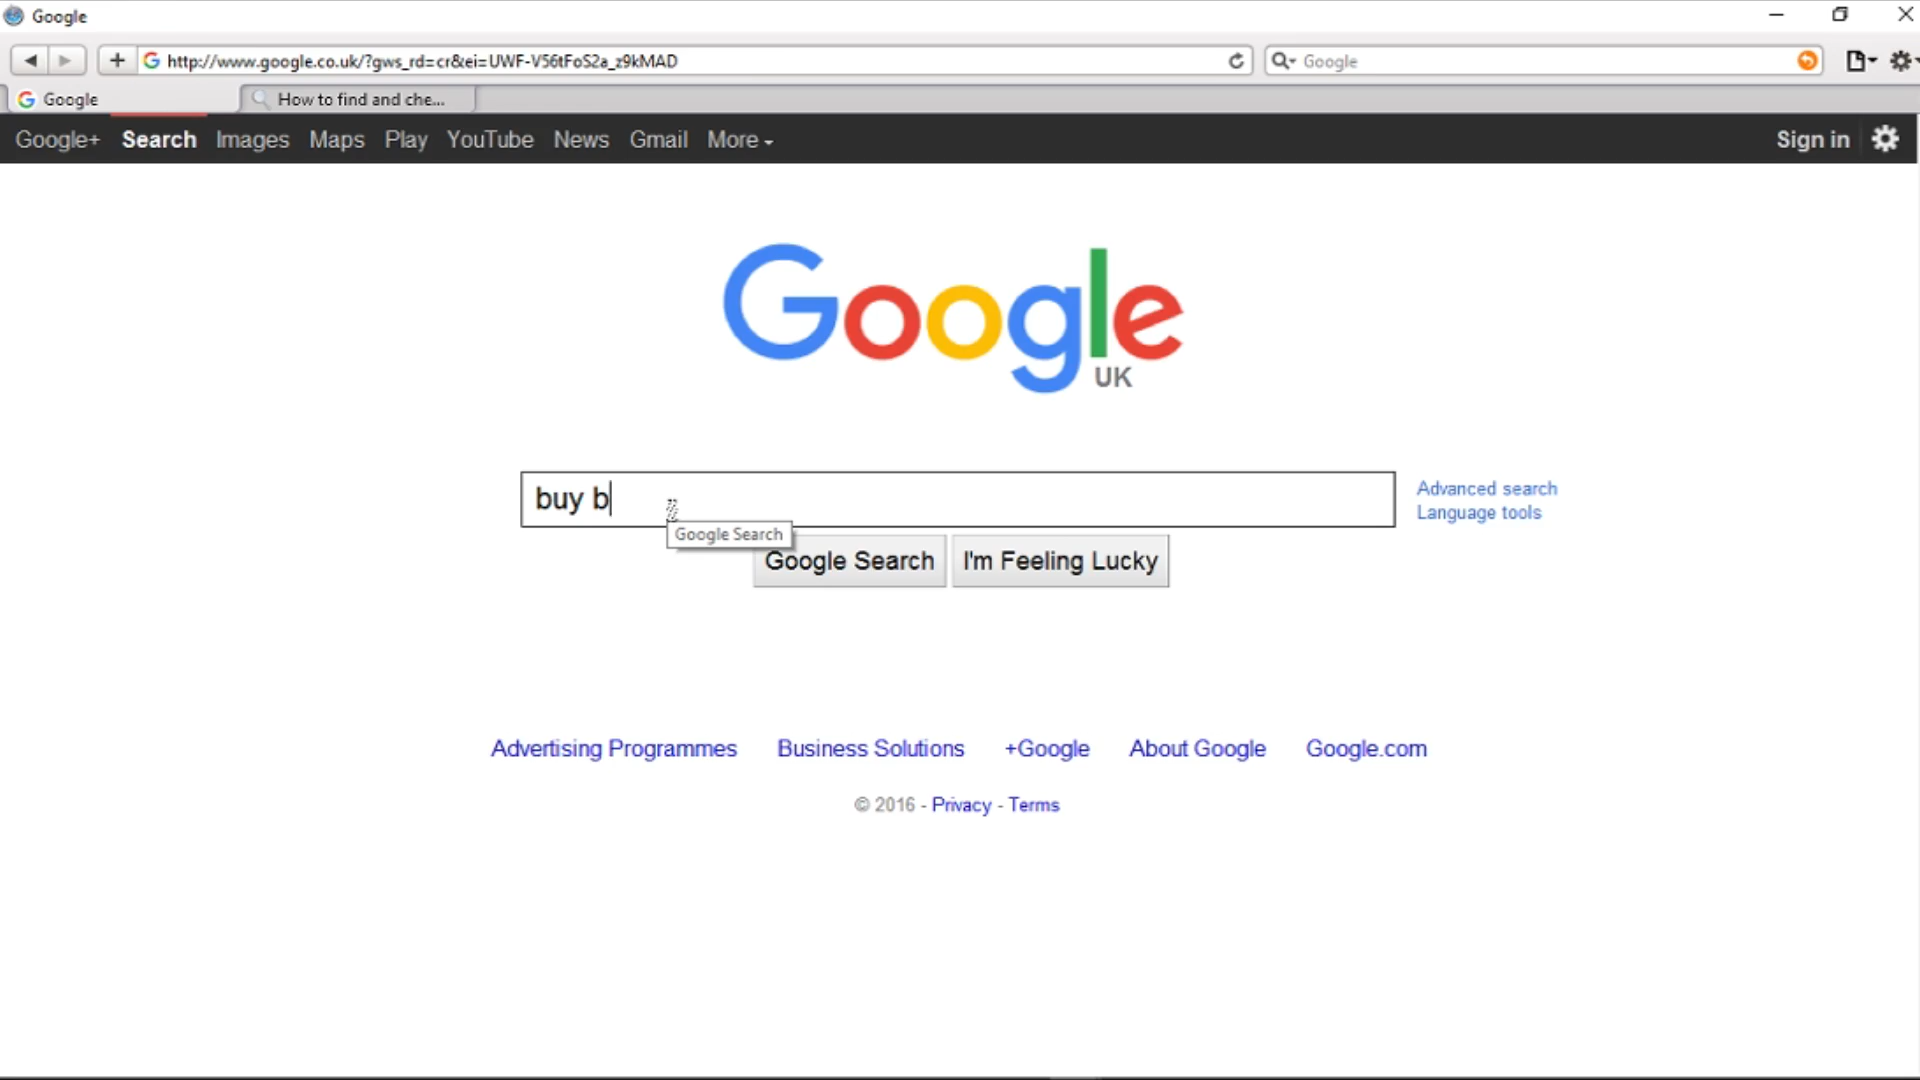 Google
http://www.google.co.uk/?gws_rd=cr&ei=UWF-V56tFoS2a_z9kMAD
Google
Google
How to find and che...
Google+ Search Images Maps Play YouTube News Gmail More
Sign in
Google
UK
buy b
Advanced search
Language tools
Google Search
Google Search
I'm Feeling Lucky
Advertising Programmes
Business Solutions
+Google
About Google
Google.com
© 2016 - Privacy - Terms